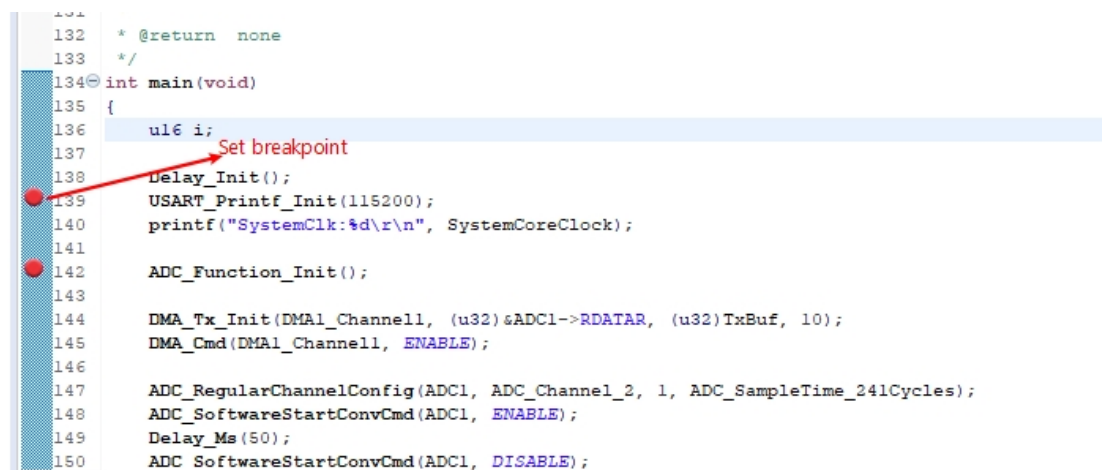 131
132 * @return none
133 */
134 int main(void)
135 {
136 u16 i;
137
Set breakpoint
138 Delay_Init();
139 USART_Printf_Init(115200);
140 printf("SystemClk:%d\r\n", SystemCoreClock);
141
142 ADC_Function_Init();
143
144 DMA_Tx_Init(DMA1_Channel1, (u32)&ADC1->RDATAR, (u32)TxBuf, 10);
145 DMA_Cmd(DMA1_Channel1, ENABLE);
146
147 ADC_RegularChannelConfig(ADC1, ADC_Channel_2, 1, ADC_SampleTime_241Cycles);
148 ADC_SoftwareStartConvCmd(ADC1, ENABLE);
149 Delay_Ms(50);
150 ADC_SoftwareStartConvCmd(ADC1, DISABLE);